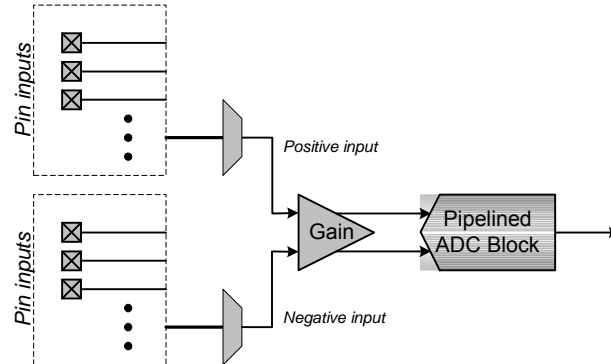 Pin inputs
Positive input
Gain
Pipelined
ADC Block
Pin inputs
Negative input